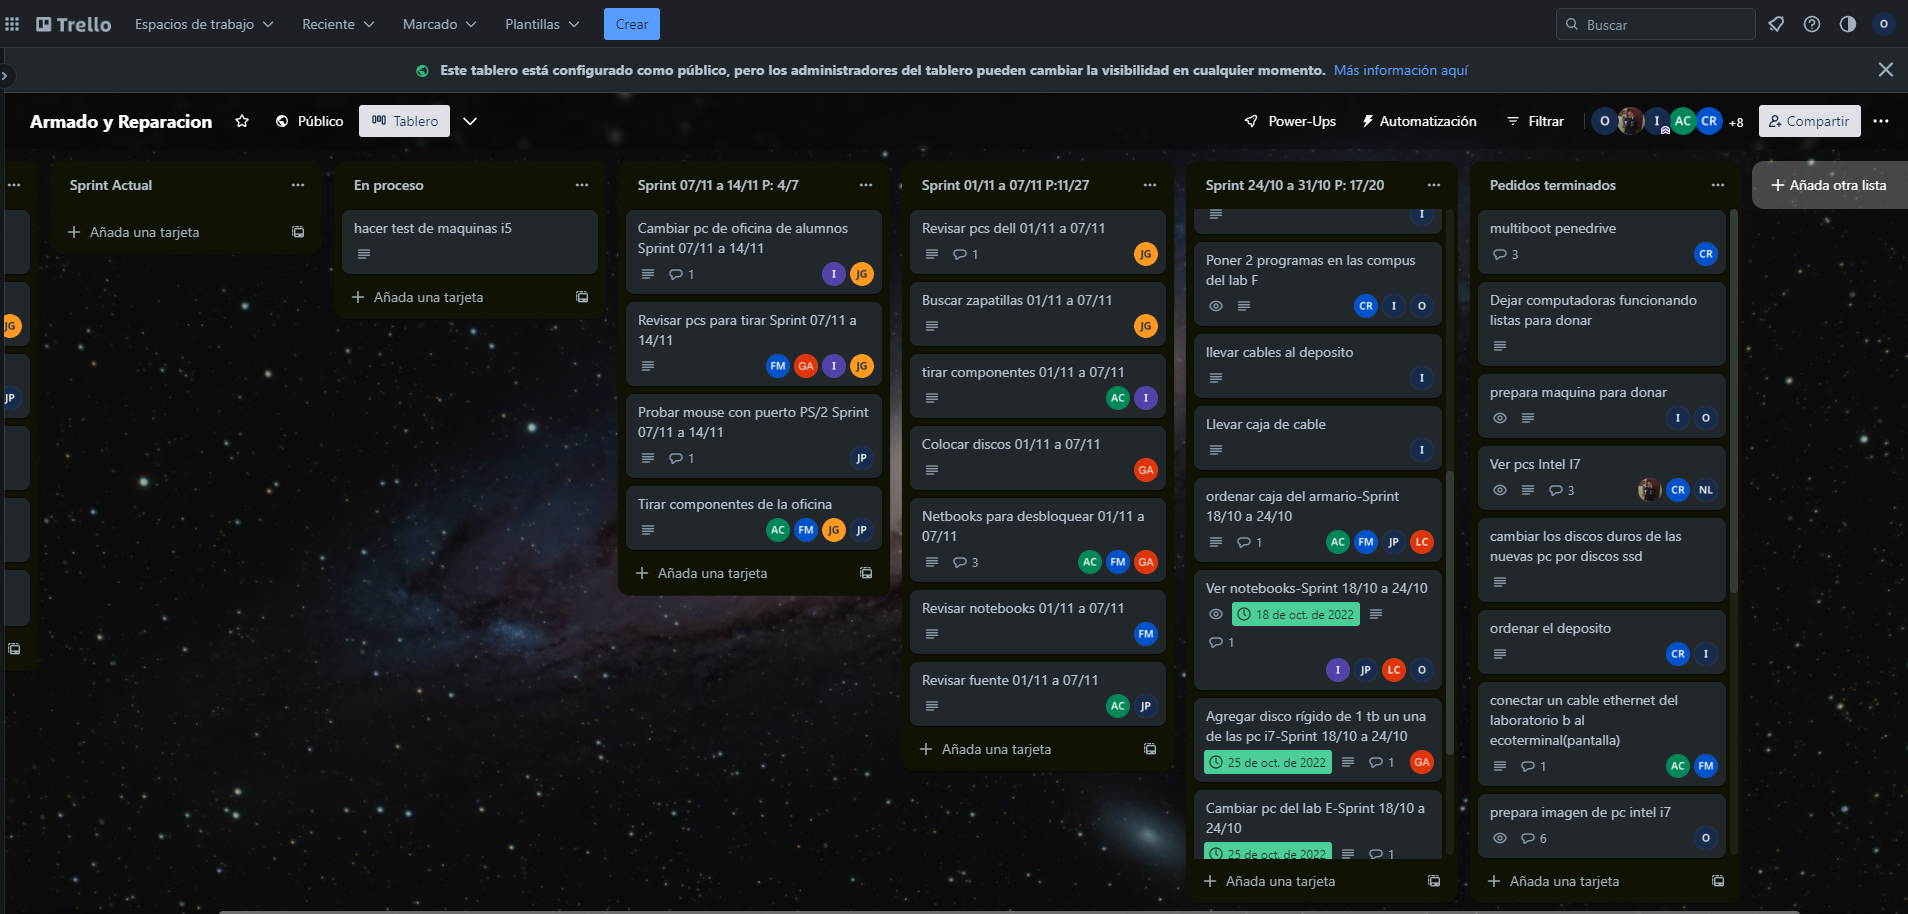 Trello
Espacios de trabajo
Reciente
Marcado
Plantillas
Crear
Buscar
O
Este tablero está configurado como público, pero los administradores del tablero pueden cambiar la visibilidad en cualquier momento. Más información aquí
Armado y Reparacion
Público
Tablero
Power-Ups
Automatización
Filtrar
O
I
AC
CR
+8
Compartir
JG
JP
Sprint Actual
Añada una tarjeta
En proceso
hacer test de maquinas i5
Añada una tarjeta
Sprint 07/11 a 14/11 P: 4/7
Cambiar pc de oficina de alumnos
Sprint 07/11 a 14/11
1 I JG
Revisar pcs para tirar Sprint 07/11 a
14/11
FM GA I JG
Probar mouse con puerto PS/2 Sprint
07/11 a 14/11
1 JP
Tirar componentes de la oficina
AC FM JG JP
Añada una tarjeta
Sprint 01/11 a 07/11 P:11/27
Revisar pcs dell 01/11 a 07/11
1 JG
Buscar zapatillas 01/11 a 07/11
JG
tirar componentes 01/11 a 07/11
AC I
Colocar discos 01/11 a 07/11
GA
Netbooks para desbloquear 01/11 a
07/11
3 AC FM GA
Revisar notebooks 01/11 a 07/11
FM
Revisar fuente 01/11 a 07/11
AC JP
Añada una tarjeta
Sprint 24/10 a 31/10 P: 17/20
I
Poner 2 programas en las compus
del lab F
CR I O
llevar cables al deposito
I
Llevar caja de cable
I
ordenar caja del armario-Sprint
18/10 a 24/10
1 AC FM JP LC
Ver notebooks-Sprint 18/10 a 24/10
18 de oct. de 2022
1
I JP LC O
Agregar disco rígido de 1 tb un una
de las pc i7-Sprint 18/10 a 24/10
25 de oct. de 2022 1 GA
Cambiar pc del lab E-Sprint 18/10 a
24/10
25 de oct. de 2022 1
Añada una tarjeta
Pedidos terminados
multiboot penedrive
3 CR
Dejar computadoras funcionando
listas para donar
prepara maquina para donar
I O
Ver pcs Intel I7
3 CR NL
cambiar los discos duros de las
nuevas pc por discos ssd
ordenar el deposito
CR I
conectar un cable ethernet del
laboratorio b al
ecoterminal(pantalla)
1 AC FM
prepara imagen de pc intel i7
6 O
Añada una tarjeta
Añada otra lista